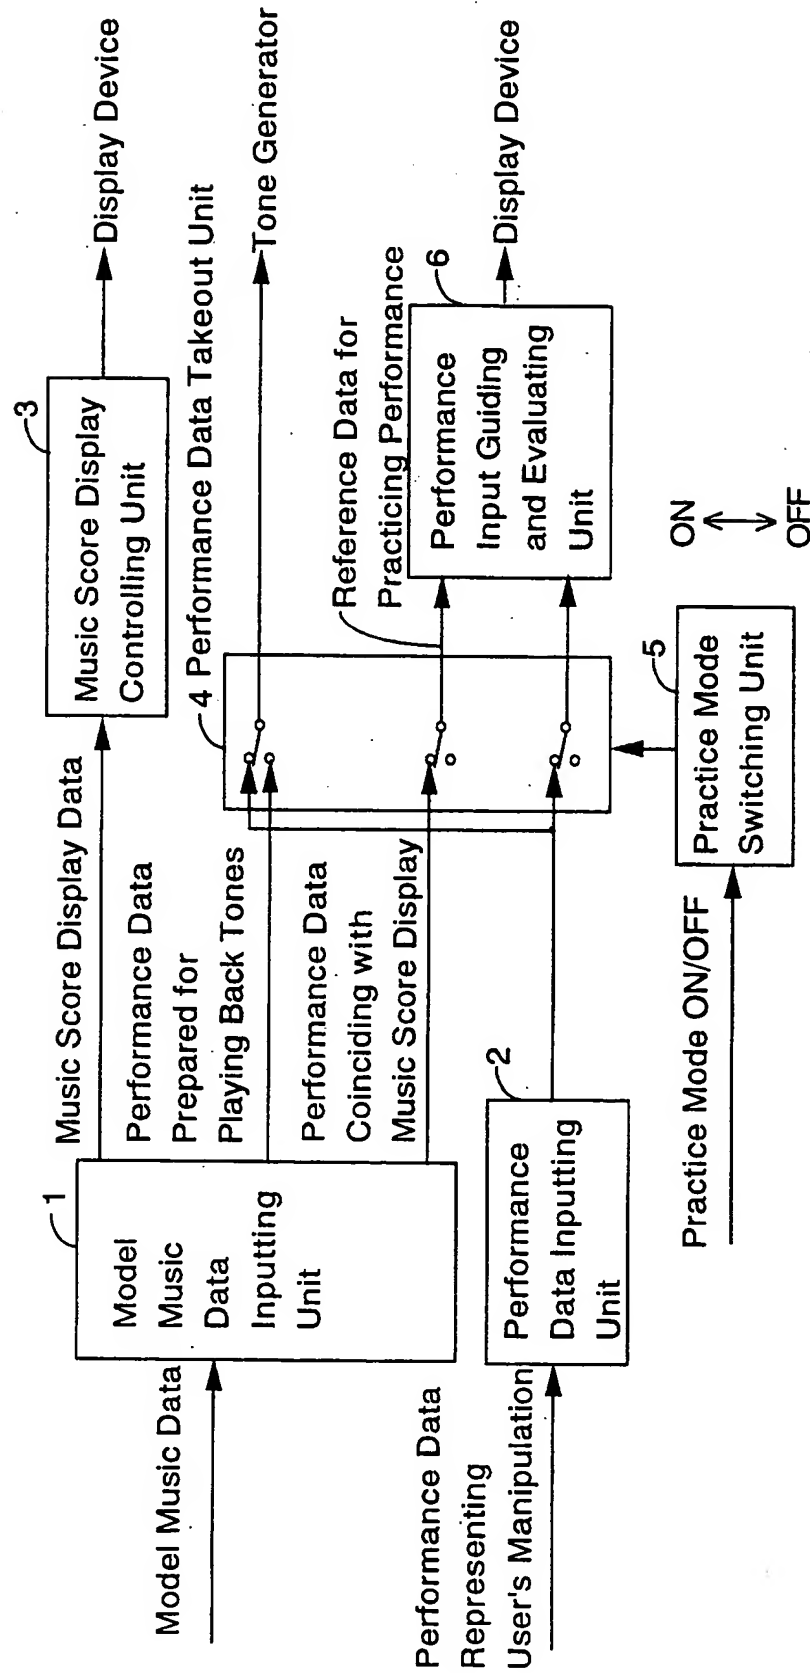 Model Music Data
1
Model
Music
Data
Inputting
Unit
Performance Data
Representing
User's Manipulation
2
Performance
Data Inputting
Unit
Music Score Display Data
Performance Data
Prepared for
Playing Back Tones
Performance Data
Coinciding with
Music Score Display
Practice Mode ON/OFF
3
Music Score Display
Controlling Unit
4 Performance Data Takeout Unit
5
Practice Mode
Switching Unit
ON
OFF
Reference Data for
Practicing Performance
6
Performance
Input Guiding
and Evaluating
Unit
Display Device
Tone Generator
Display Device